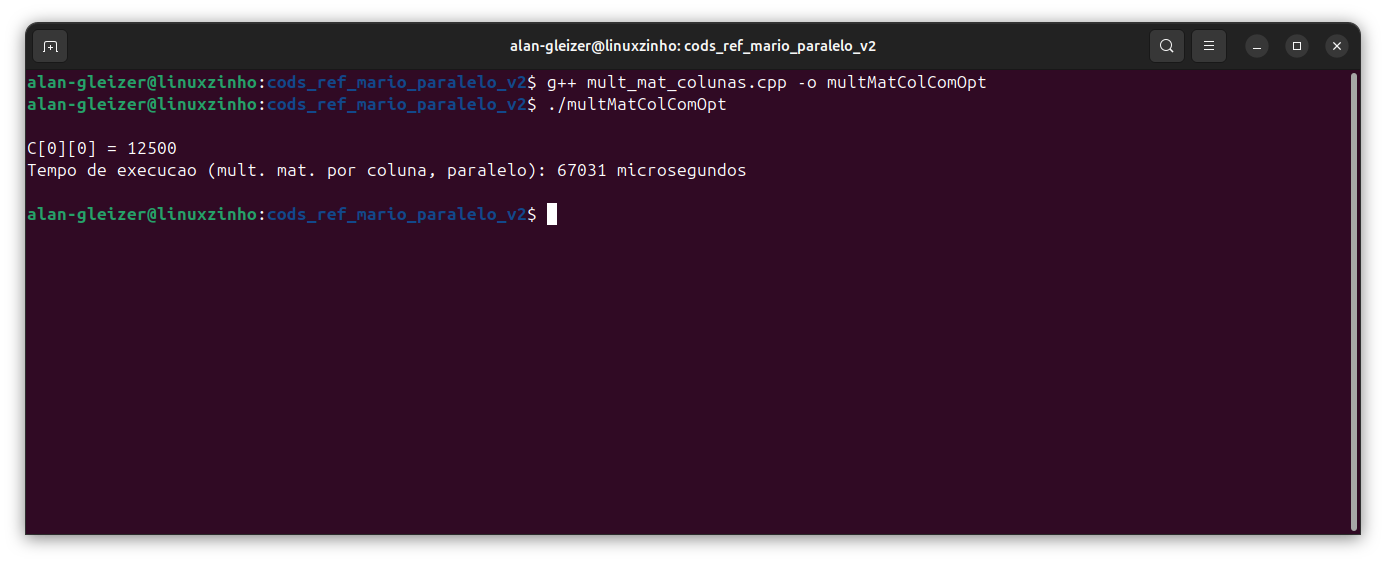 alan-gleizer@linuxzinho: cods_ref_mario_paralelo_v2
alan-gleizer@linuxzinho:cods_ref_mario_paralelo_v2$ g++ mult_mat_colunas.cpp -o multMatColComOpt
alan-gleizer@linuxzinho:cods_ref_mario_paralelo_v2$ ./multMatColComOpt
C[0][0] = 12500
Tempo de execucao (mult. mat. por coluna, paralelo): 67031 microsegundos
alan-gleizer@linuxzinho:cods_ref_mario_paralelo_v2$